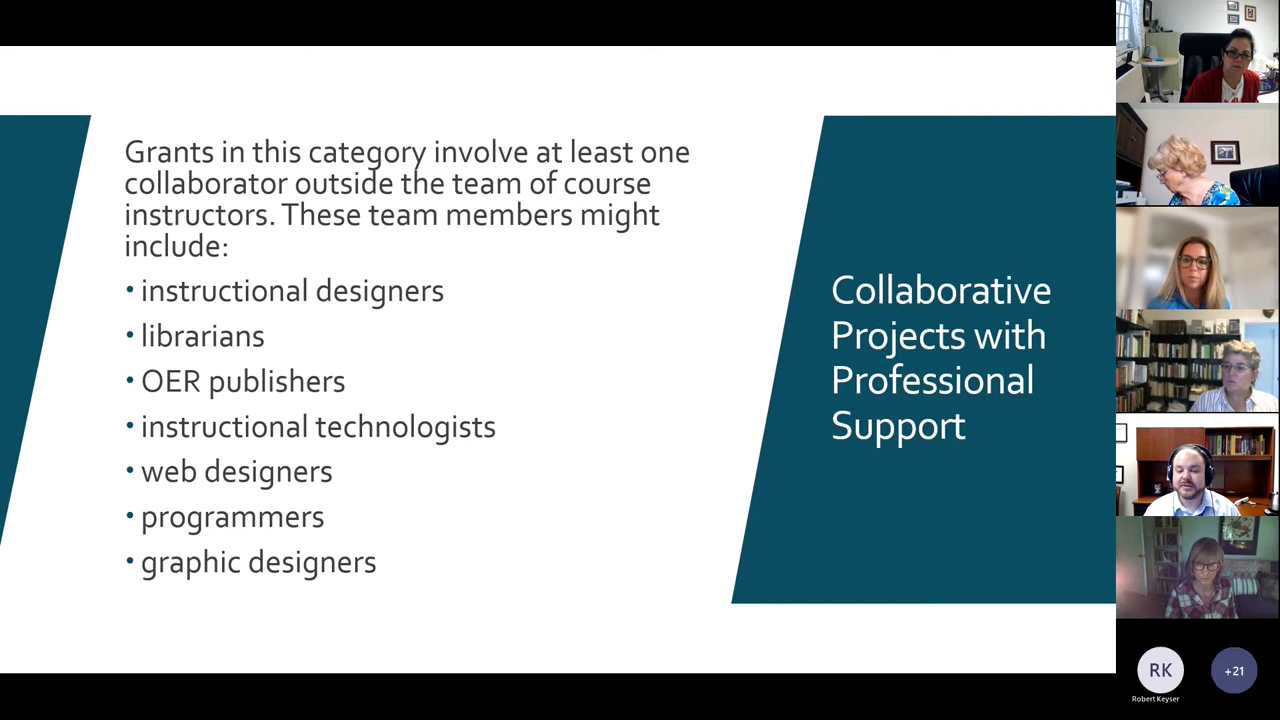 Grants in this category involve at least one
collaborator outside the team of course
instructors. These team members might
include:
• instructional designers
• librarians
• OER publishers
• instructional technologists
• web designers
• programmers
• graphic designers
Collaborative
Projects with
Professional
Support
RK
+21
Robert Keyser